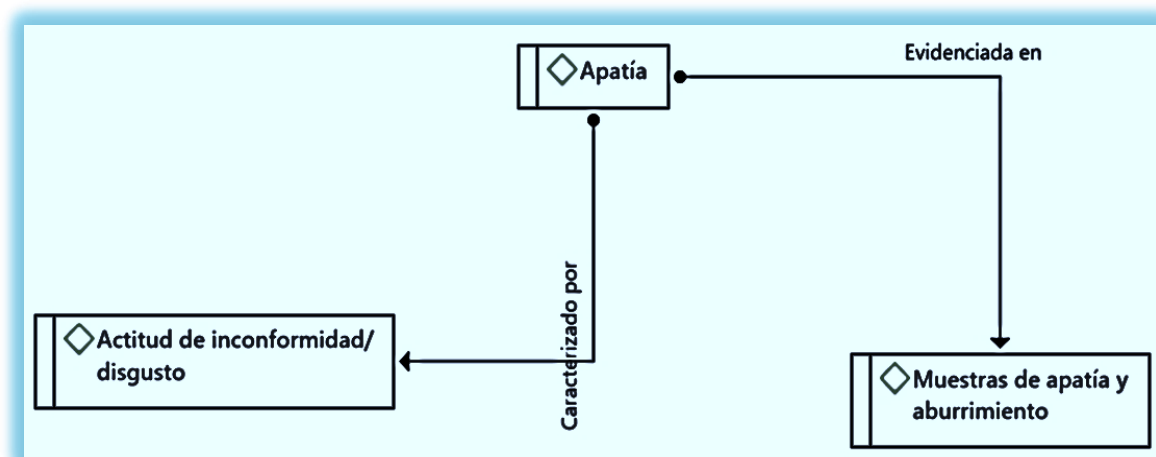 Evidenciada en
Apatía
Caracterizado por
Actitud de inconformidad/
disgusto
Muestras de apatía y
aburrimiento